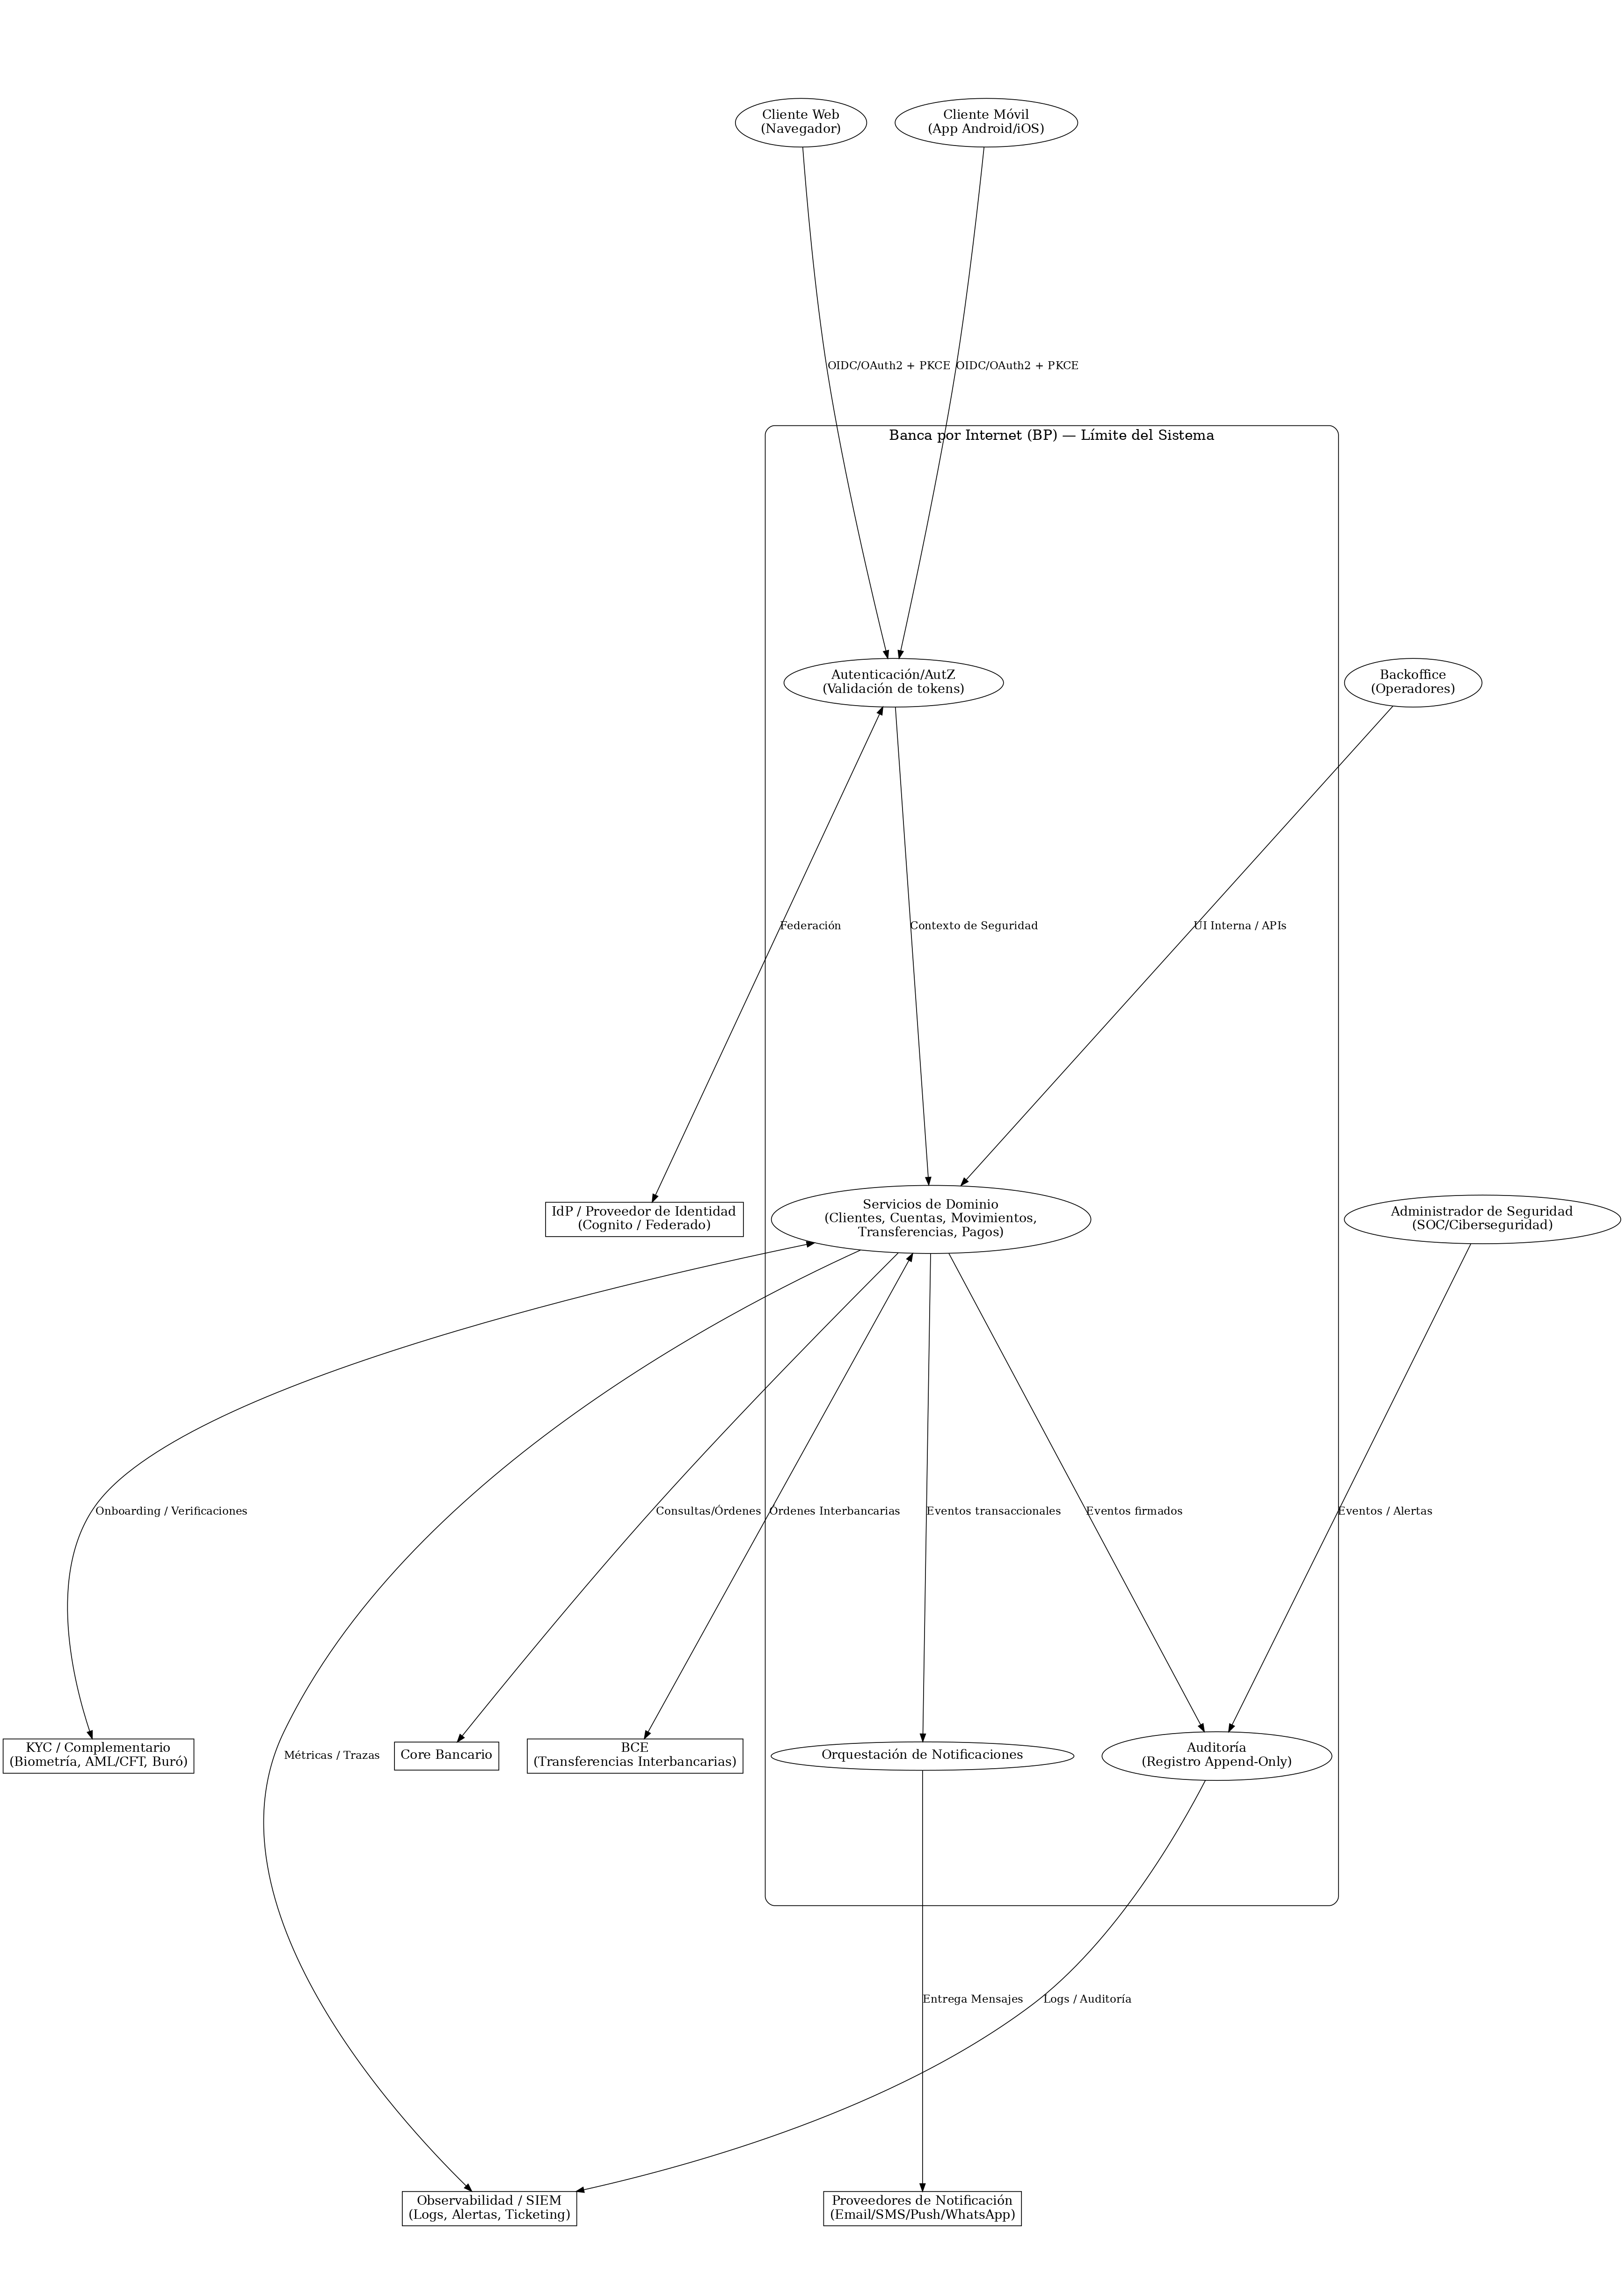 Cliente Web
(Navegador)
Cliente Móvil
(App Android/iOS)
OIDC/OAuth2 + PKCE
OIDC/OAuth2 + PKCE
Banca por Internet (BP) — Límite del Sistema
Autenticación/AutZ
(Validación de tokens)
Backoffice
(Operadores)
Federación
Contexto de Seguridad
UI Interna / APIs
IdP / Proveedor de Identidad
(Cognito / Federado)
Servicios de Dominio
(Clientes, Cuentas, Movimientos,
Transferencias, Pagos)
Administrador de Seguridad
(SOC/Ciberseguridad)
Onboarding / Verificaciones
Consultas/Órdenes
Órdenes Interbancarias
Eventos transaccionales
Eventos firmados
Eventos / Alertas
KYC / Complementario
(Biometría, AML/CFT, Buró)
Métricas / Trazas
Core Bancario
BCE
(Transferencias Interbancarias)
Orquestación de Notificaciones
Auditoría
(Registro Append-Only)
Entrega Mensajes
Logs / Auditoría
Observabilidad / SIEM
(Logs, Alertas, Ticketing)
Proveedores de Notificación
(Email/SMS/Push/WhatsApp)